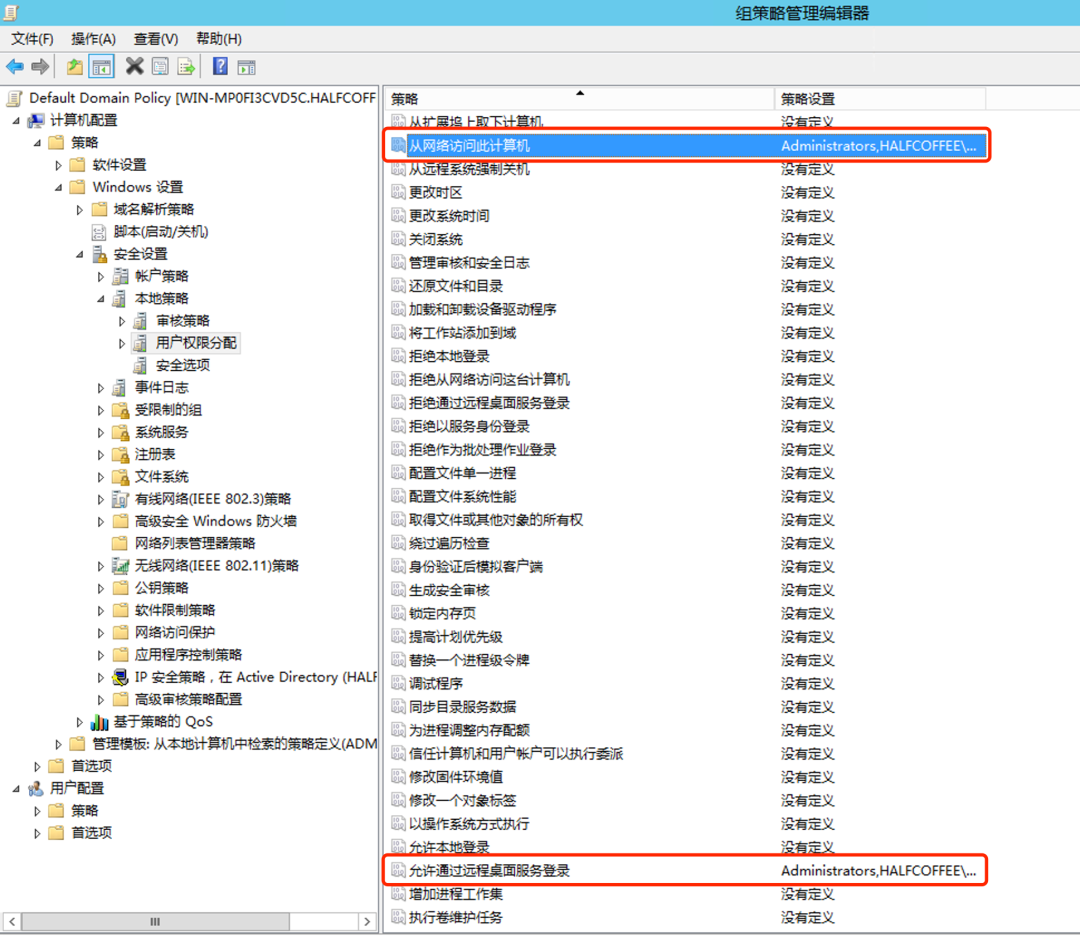 组策略管理编辑器
文件(F) 操作(A) 查看(V) 帮助(H)
Default Domain Policy [WIN-MP0FI3CVD5C.HALFCOFF
计算机配置
策略
软件设置
Windows 设置
域名解析策略
脚本(启动/关机)
安全设置
帐户策略
本地策略
审核策略
用户权限分配
安全选项
事件日志
受限制的组
系统服务
注册表
文件系统
有线网络(IEEE 802.3)策略
高级安全 Windows 防火墙
网络列表管理器策略
无线网络(IEEE 802.11)策略
公钥策略
软件限制策略
网络访问保护
应用程序控制策略
IP 安全策略，在 Active Directory (HALF
高级审核策略配置
基于策略的 QoS
管理模板: 从本地计算机中检索的策略定义(ADM
首选项
用户配置
策略
首选项
策略 策略设置
从扩展坞上取下计算机 没有定义
从网络访问此计算机 Administrators,HALFCOFFEE\...
从远程系统强制关机 没有定义
更改时区 没有定义
更改系统时间 没有定义
关闭系统 没有定义
管理审核和安全日志 没有定义
还原文件和目录 没有定义
加载和卸载设备驱动程序 没有定义
将工作站添加到域 没有定义
拒绝本地登录 没有定义
拒绝从网络访问这台计算机 没有定义
拒绝通过远程桌面服务登录 没有定义
拒绝以服务身份登录 没有定义
拒绝作为批处理作业登录 没有定义
配置文件单一进程 没有定义
配置文件系统性能 没有定义
取得文件或其他对象的所有权 没有定义
绕过遍历检查 没有定义
身份验证后模拟客户端 没有定义
生成安全审核 没有定义
锁定内存页 没有定义
提高计划优先级 没有定义
替换一个进程级令牌 没有定义
调试程序 没有定义
同步目录服务数据 没有定义
为进程调整内存配额 没有定义
信任计算机和用户帐户可以执行委派 没有定义
修改固件环境值 没有定义
修改一个对象标签 没有定义
以操作系统方式执行 没有定义
允许本地登录 没有定义
允许通过远程桌面服务登录 Administrators,HALFCOFFEE\...
增加进程工作集 没有定义
执行卷维护任务 没有定义